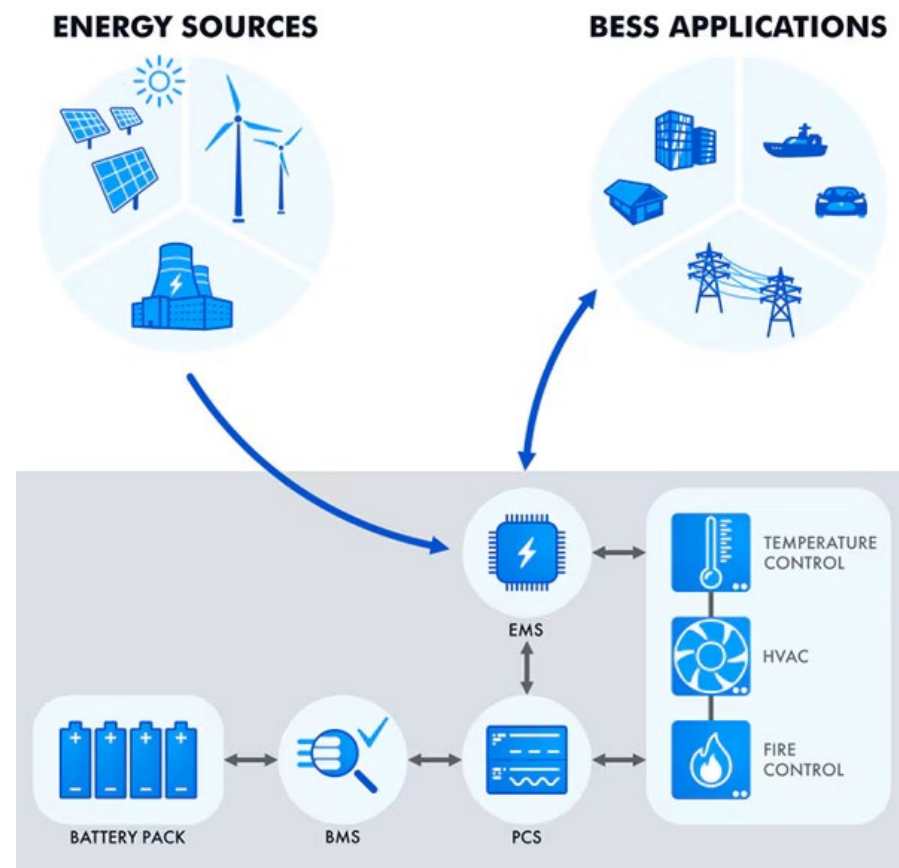 ENERGY SOURCES
BESS APPLICATIONS
EMS
TEMPERATURE
CONTROL
HVAC
FIRE
CONTROL
BATTERY PACK
BMS
PCS